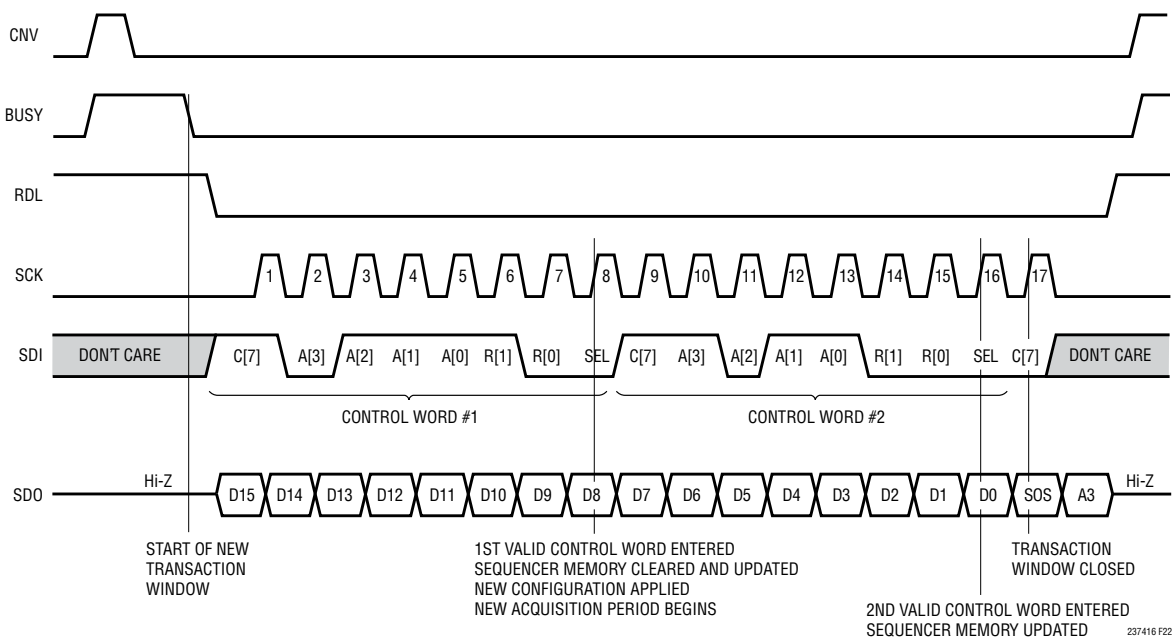 CNV
BUSY
RDL
SCK 1 2 3 4 5 6 7 8 9 10 11 12 13 14 15 16 17
SDI DON'T CARE C[7] A[3] A[2] A[1] A[0] R[1] R[0] SEL C[7] A[3] A[2] A[1] A[0] R[1] R[0] SEL C[7] DON'T CARE
CONTROL WORD #1 CONTROL WORD #2
SDO Hi-Z D15 D14 D13 D12 D11 D10 D9 D8 D7 D6 D5 D4 D3 D2 D1 D0 SOS A3 Hi-Z
START OF NEW
TRANSACTION
WINDOW
1ST VALID CONTROL WORD ENTERED
SEQUENCER MEMORY CLEARED AND UPDATED
NEW CONFIGURATION APPLIED
NEW ACQUISITION PERIOD BEGINS
TRANSACTION
WINDOW CLOSED
2ND VALID CONTROL WORD ENTERED
SEQUENCER MEMORY UPDATED
237416 F22